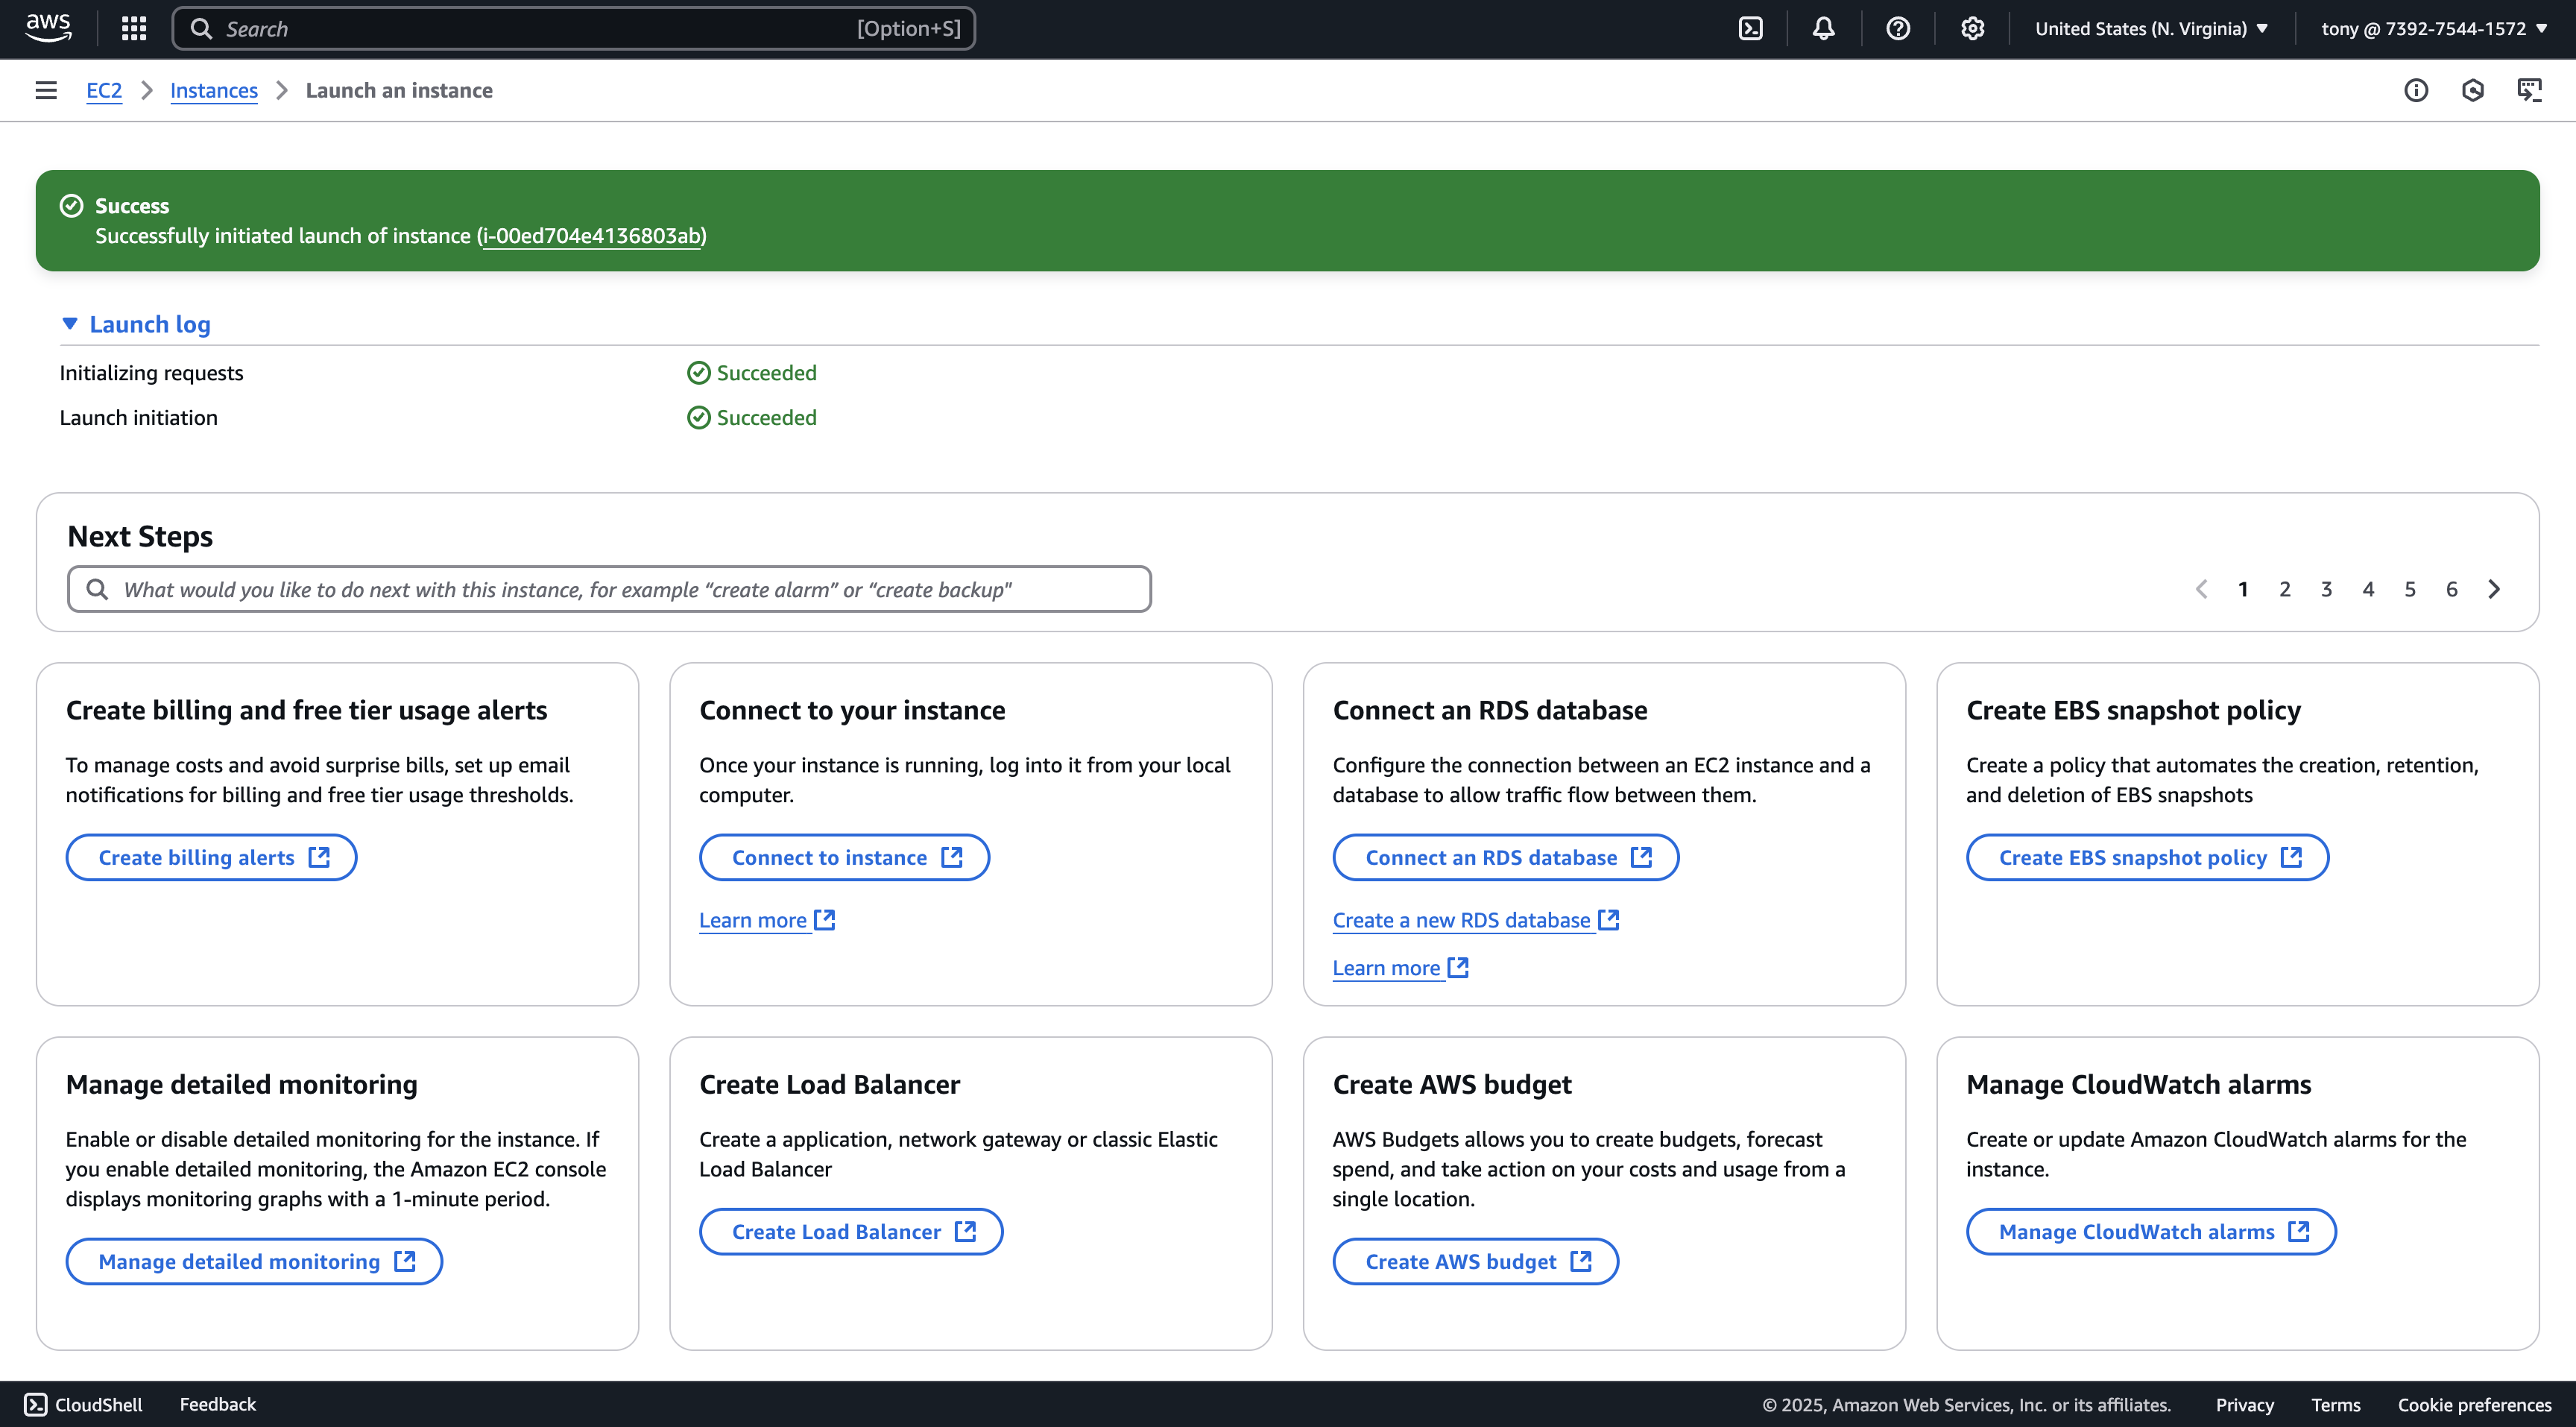 aws
Search [Option+S]
United States (N. Virginia)
tony @ 7392-7544-1572
EC2
Instances
Launch an instance
Success
Successfully initiated launch of instance (i-00ed704e4136803ab)
Launch log
Initializing requests
Succeeded
Launch initiation
Succeeded
Next Steps
What would you like to do next with this instance, for example “create alarm” or “create backup"
1 2 3 4 5 6
Create billing and free tier usage alerts
To manage costs and avoid surprise bills, set up email
notifications for billing and free tier usage thresholds.
Create billing alerts
Connect to your instance
Once your instance is running, log into it from your local
computer.
Connect to instance
Learn more
Connect an RDS database
Configure the connection between an EC2 instance and a
database to allow traffic flow between them.
Connect an RDS database
Create a new RDS database
Learn more
Create EBS snapshot policy
Create a policy that automates the creation, retention,
and deletion of EBS snapshots
Create EBS snapshot policy
Manage detailed monitoring
Enable or disable detailed monitoring for the instance. If
you enable detailed monitoring, the Amazon EC2 console
displays monitoring graphs with a 1-minute period.
Manage detailed monitoring
Create Load Balancer
Create a application, network gateway or classic Elastic
Load Balancer
Create Load Balancer
Create AWS budget
AWS Budgets allows you to create budgets, forecast
spend, and take action on your costs and usage from a
single location.
Create AWS budget
Manage CloudWatch alarms
Create or update Amazon CloudWatch alarms for the
instance.
Manage CloudWatch alarms
CloudShell
Feedback
© 2025, Amazon Web Services, Inc. or its affiliates.
Privacy
Terms
Cookie preferences